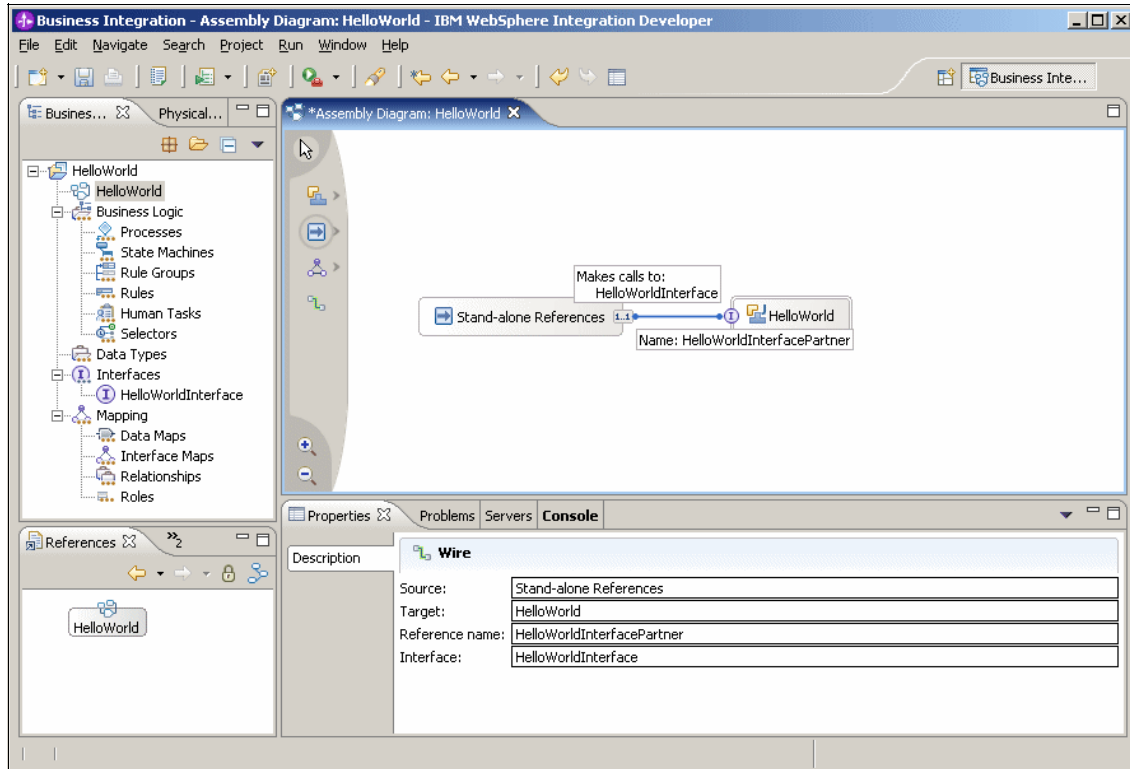 Business Integration - Assembly Diagram: HelloWorld - IBM WebSphere Integration Developer
File Edit Navigate Search Project Run Window Help
Business Inte...
Busines... Physical...
*Assembly Diagram: HelloWorld
HelloWorld
HelloWorld
Business Logic
Processes
State Machines
Rule Groups
Rules
Human Tasks
Selectors
Data Types
Interfaces
HelloWorldInterface
Mapping
Data Maps
Interface Maps
Relationships
Roles
Makes calls to:
HelloWorldInterface
Stand-alone References 1..1 I HelloWorld
Name: HelloWorldInterfacePartner
References »2
HelloWorld
Properties Problems Servers Console
Description
Wire
Source: Stand-alone References
Target: HelloWorld
Reference name: HelloWorldInterfacePartner
Interface: HelloWorldInterface